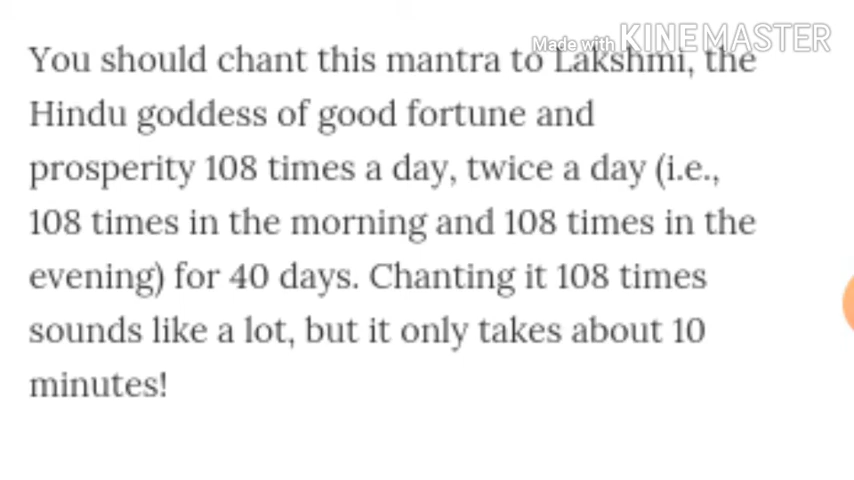 Made with KINEMASTER
You should chant this mantra to Lakshmi, the
Hindu goddess of good fortune and
prosperity 108 times a day, twice a day (i.e.,
108 times in the morning and 108 times in the
evening) for 40 days. Chanting it 108 times
sounds like a lot, but it only takes about 10
minutes!